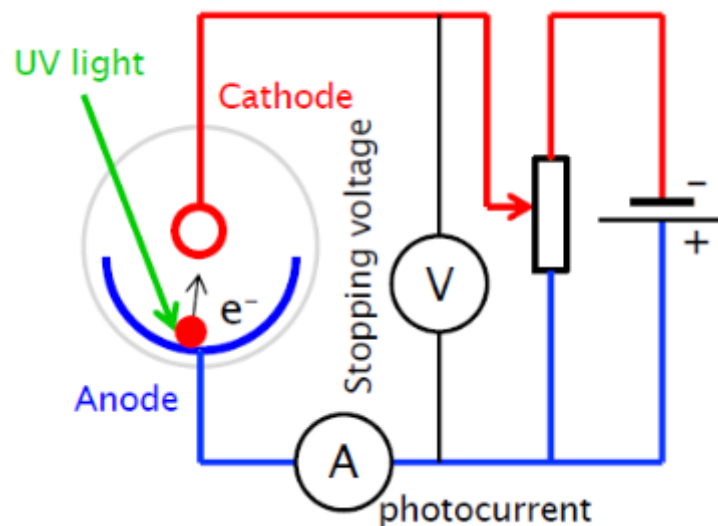 UV light
Cathode
Stopping voltage
e⁻
V
–
+
Anode
A
photocurrent